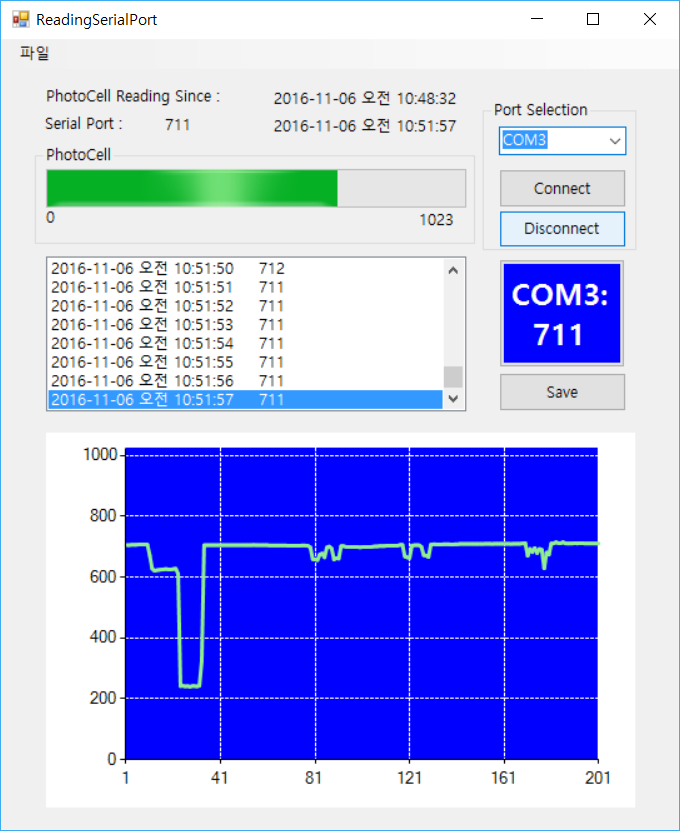 ReadingSerialPort
파일
PhotoCell Reading Since : 2016-11-06 오전 10:48:32
Serial Port : 711 2016-11-06 오전 10:51:57
Port Selection
COM3
PhotoCell
0 1023
Connect
Disconnect
2016-11-06 오전 10:51:50 712
2016-11-06 오전 10:51:51 711
2016-11-06 오전 10:51:52 711
2016-11-06 오전 10:51:53 711
2016-11-06 오전 10:51:54 711
2016-11-06 오전 10:51:55 711
2016-11-06 오전 10:51:56 711
2016-11-06 오전 10:51:57 711
COM3:
711
Save
1000
800
600
400
200
0
1 41 81 121 161 201